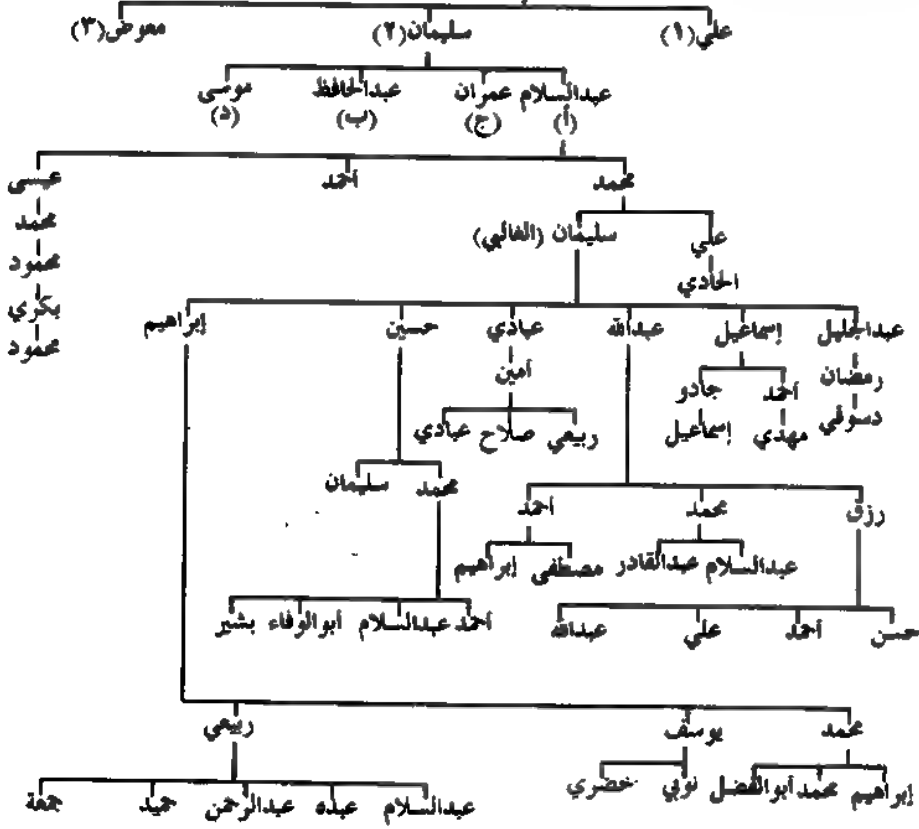 علي (١) سليمان (٢) معوض (٣)
عبدالسلام عمران عبدالحافظ موسى
(أ) (ج) (ب) (د)
محمد أحمد عيسى
محمد
علي سليمان (الفالهي)
محمود
الحادي
بكري
عبدالجليل إسماعيل عبدالله عبادي حسين إبراهيم
محمود
رمضان أمين
أحمد جادو
دسوقي
مهدي إسماعيل
ربيعي صلاح عبادي
محمد سليمان
رزق محمد أحمد
عبدالسلام عبدالقادر مصطفى إبراهيم
أحمد عبدالسلام أبوالوفاء بشير
حسن أحمد علي عبدالله
محمد يوسف ربيعي
إبراهيم محمد أبوالفضل نوبي خضري
عبدالسلام عبده عبدالرحمن حميد جمعة